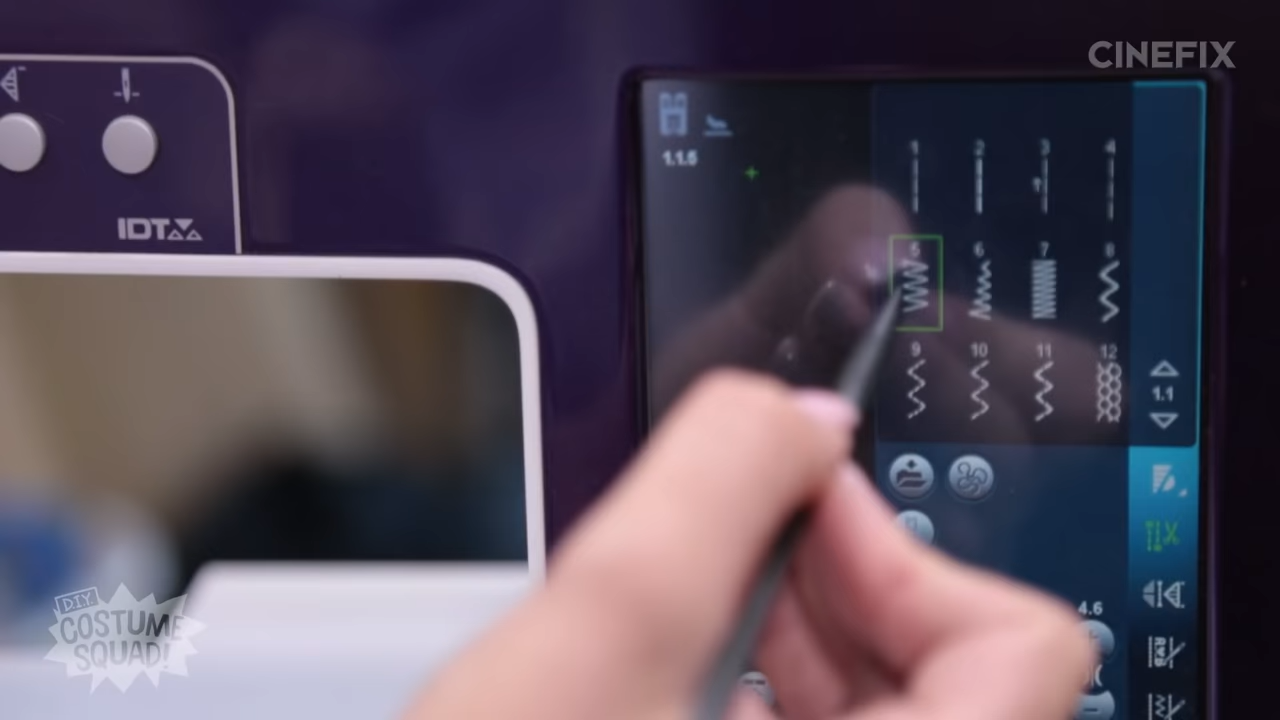 CINEFIX
IDT
1.1.5
1 2 3 4
5 6 7 8
9 10 11 12
1.1
4.6
DIY
COSTUME
SQUAD!